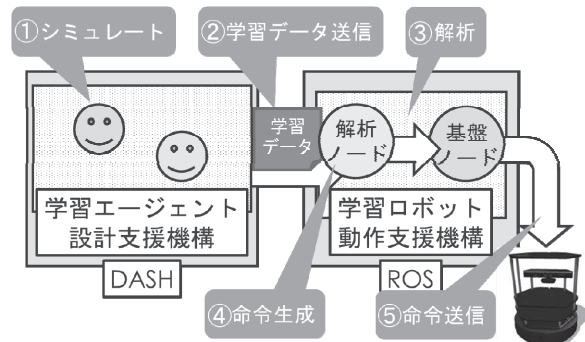 ①シミュレート
②学習データ送信
③解析
学習
データ
解析
ノード
基盤
ノード
学習エージェント
設計支援機構
学習ロボット
動作支援機構
DASH
ROS
④命令生成
⑤命令送信